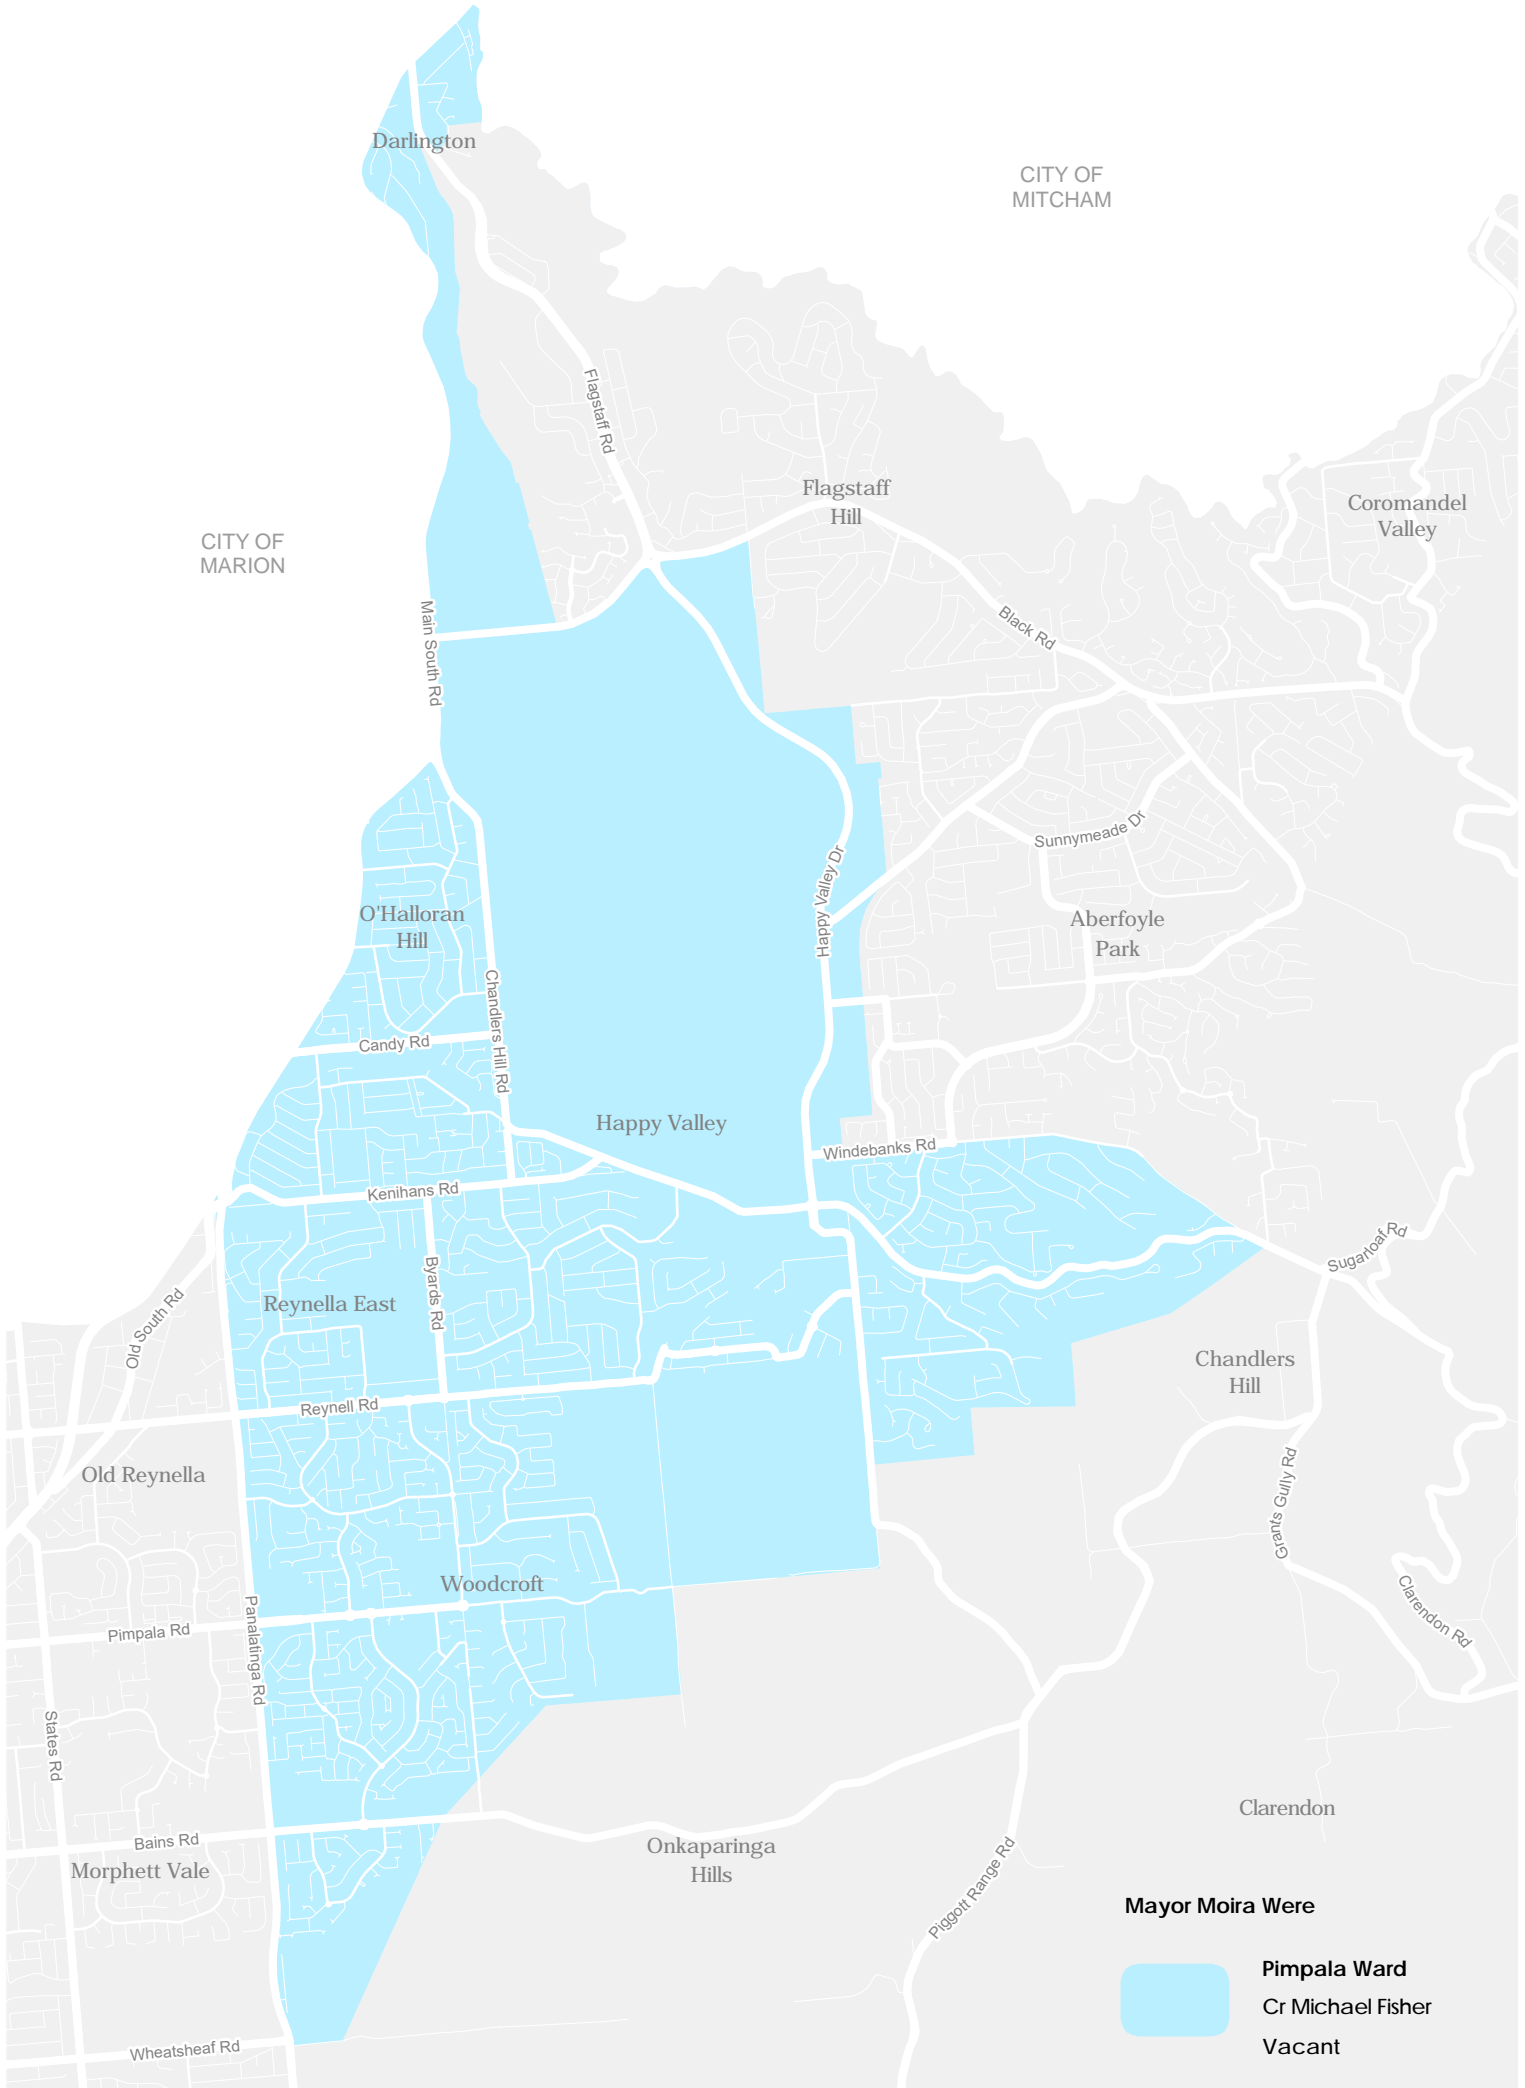 Darlington
CITY OF
MITCHAM
Flagstaff Rd
Flagstaff
Hill
Coromandel
Valley
CITY OF
MARION
Main South Rd
Black Rd
Sunnymeade Dr
Happy Valley Dr
O'Halloran
Hill
Aberfoyle
Park
Chandlers Hill Rd
Candy Rd
Happy Valley
Windebanks Rd
Kenihans Rd
Sugarloaf Rd
Byards Rd
Reynella East
Old South Rd
Chandlers
Hill
Reynell Rd
Old Reynella
Grants Gully Rd
Woodcroft
Clarendon Rd
Pimpala Rd
Panalatinga Rd
States Rd
Clarendon
Bains Rd
Onkaparinga
Hills
Morphett Vale
Piggott Range Rd
Wheatsheaf Rd
Mayor Moira Were
Pimpala Ward
Cr Michael Fisher
Vacant